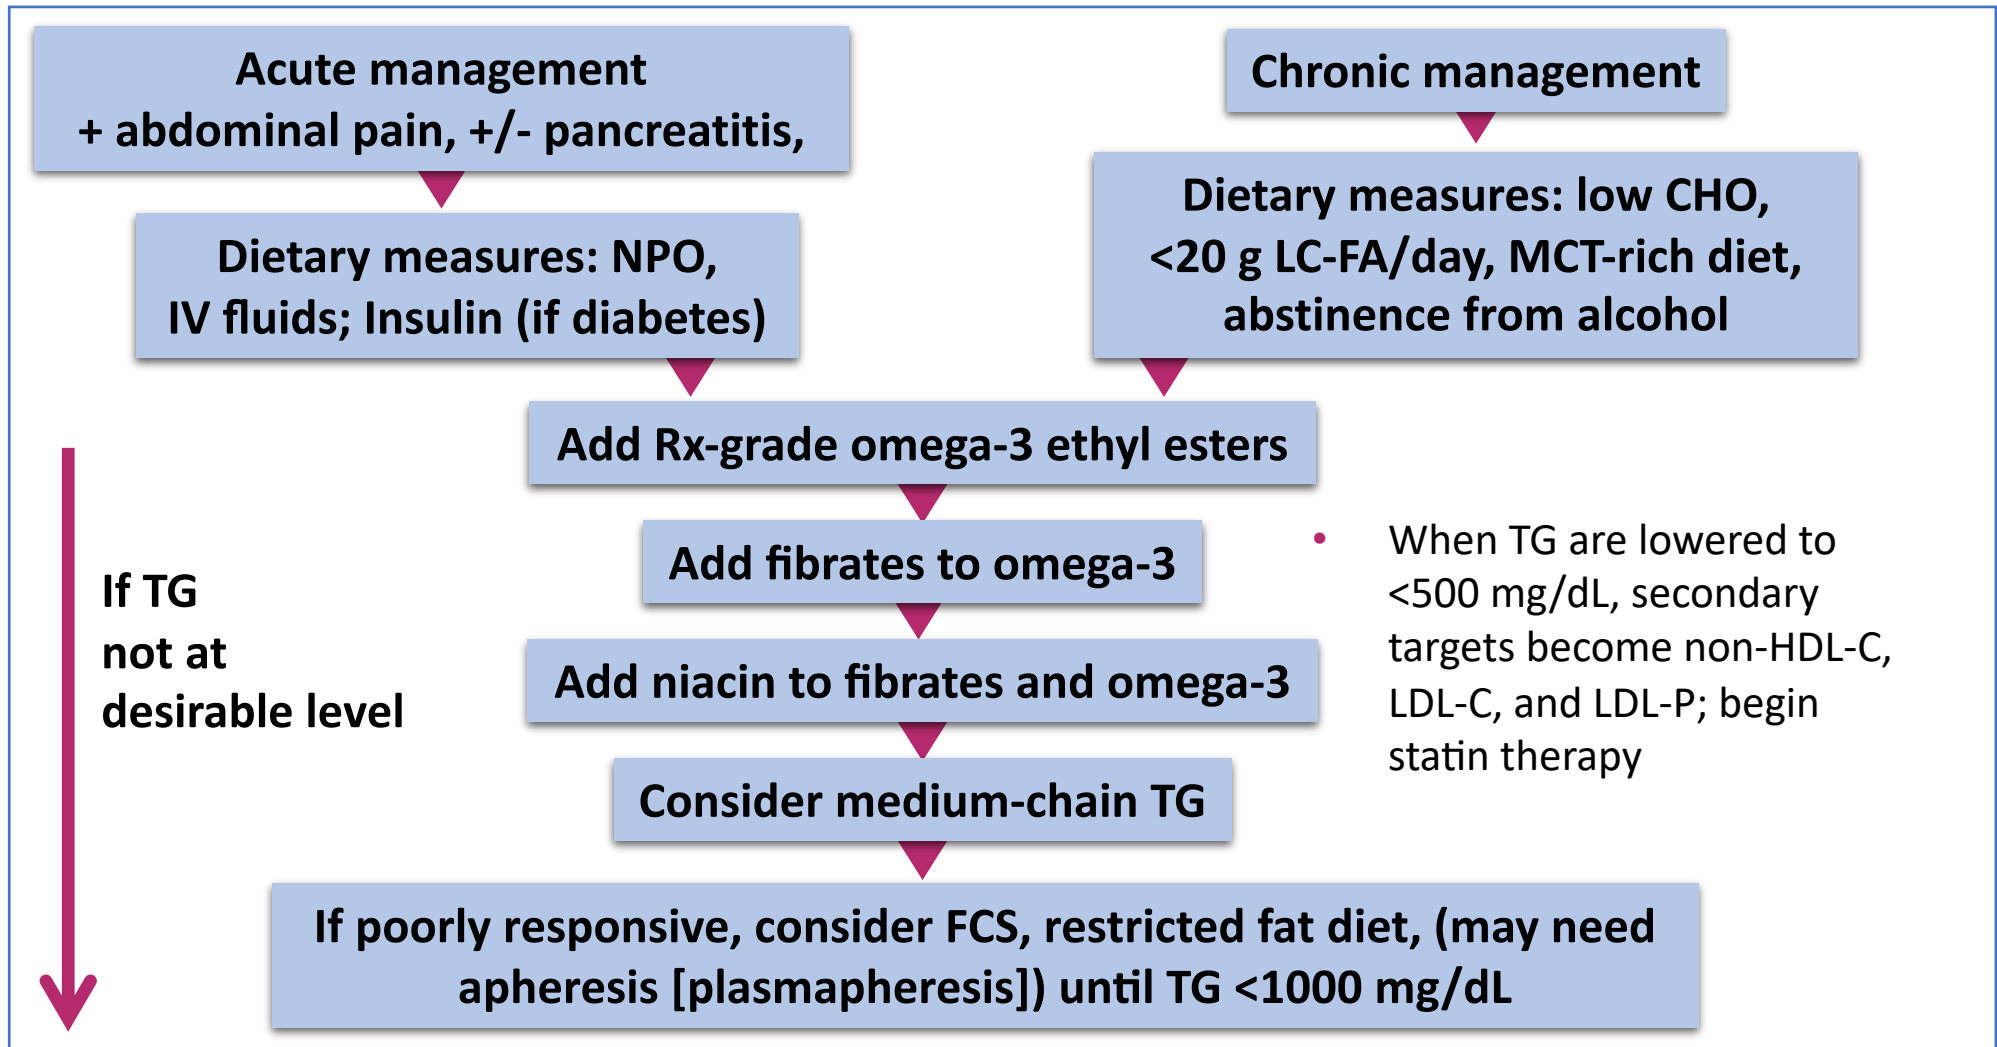 Acute management
+ abdominal pain, +/- pancreatitis,
Dietary measures: NPO,
IV fluids; Insulin (if diabetes)
Chronic management
Dietary measures: low CHO,
<20 g LC-FA/day, MCT-rich diet,
abstinence from alcohol
Add Rx-grade omega-3 ethyl esters
Add fibrates to omega-3
Add niacin to fibrates and omega-3
Consider medium-chain TG
If poorly responsive, consider FCS, restricted fat diet, (may need
apheresis [plasmapheresis]) until TG <1000 mg/dL
If TG
not at
desirable level
• When TG are lowered to
<500 mg/dL, secondary
targets become non-HDL-C,
LDL-C, and LDL-P; begin
statin therapy